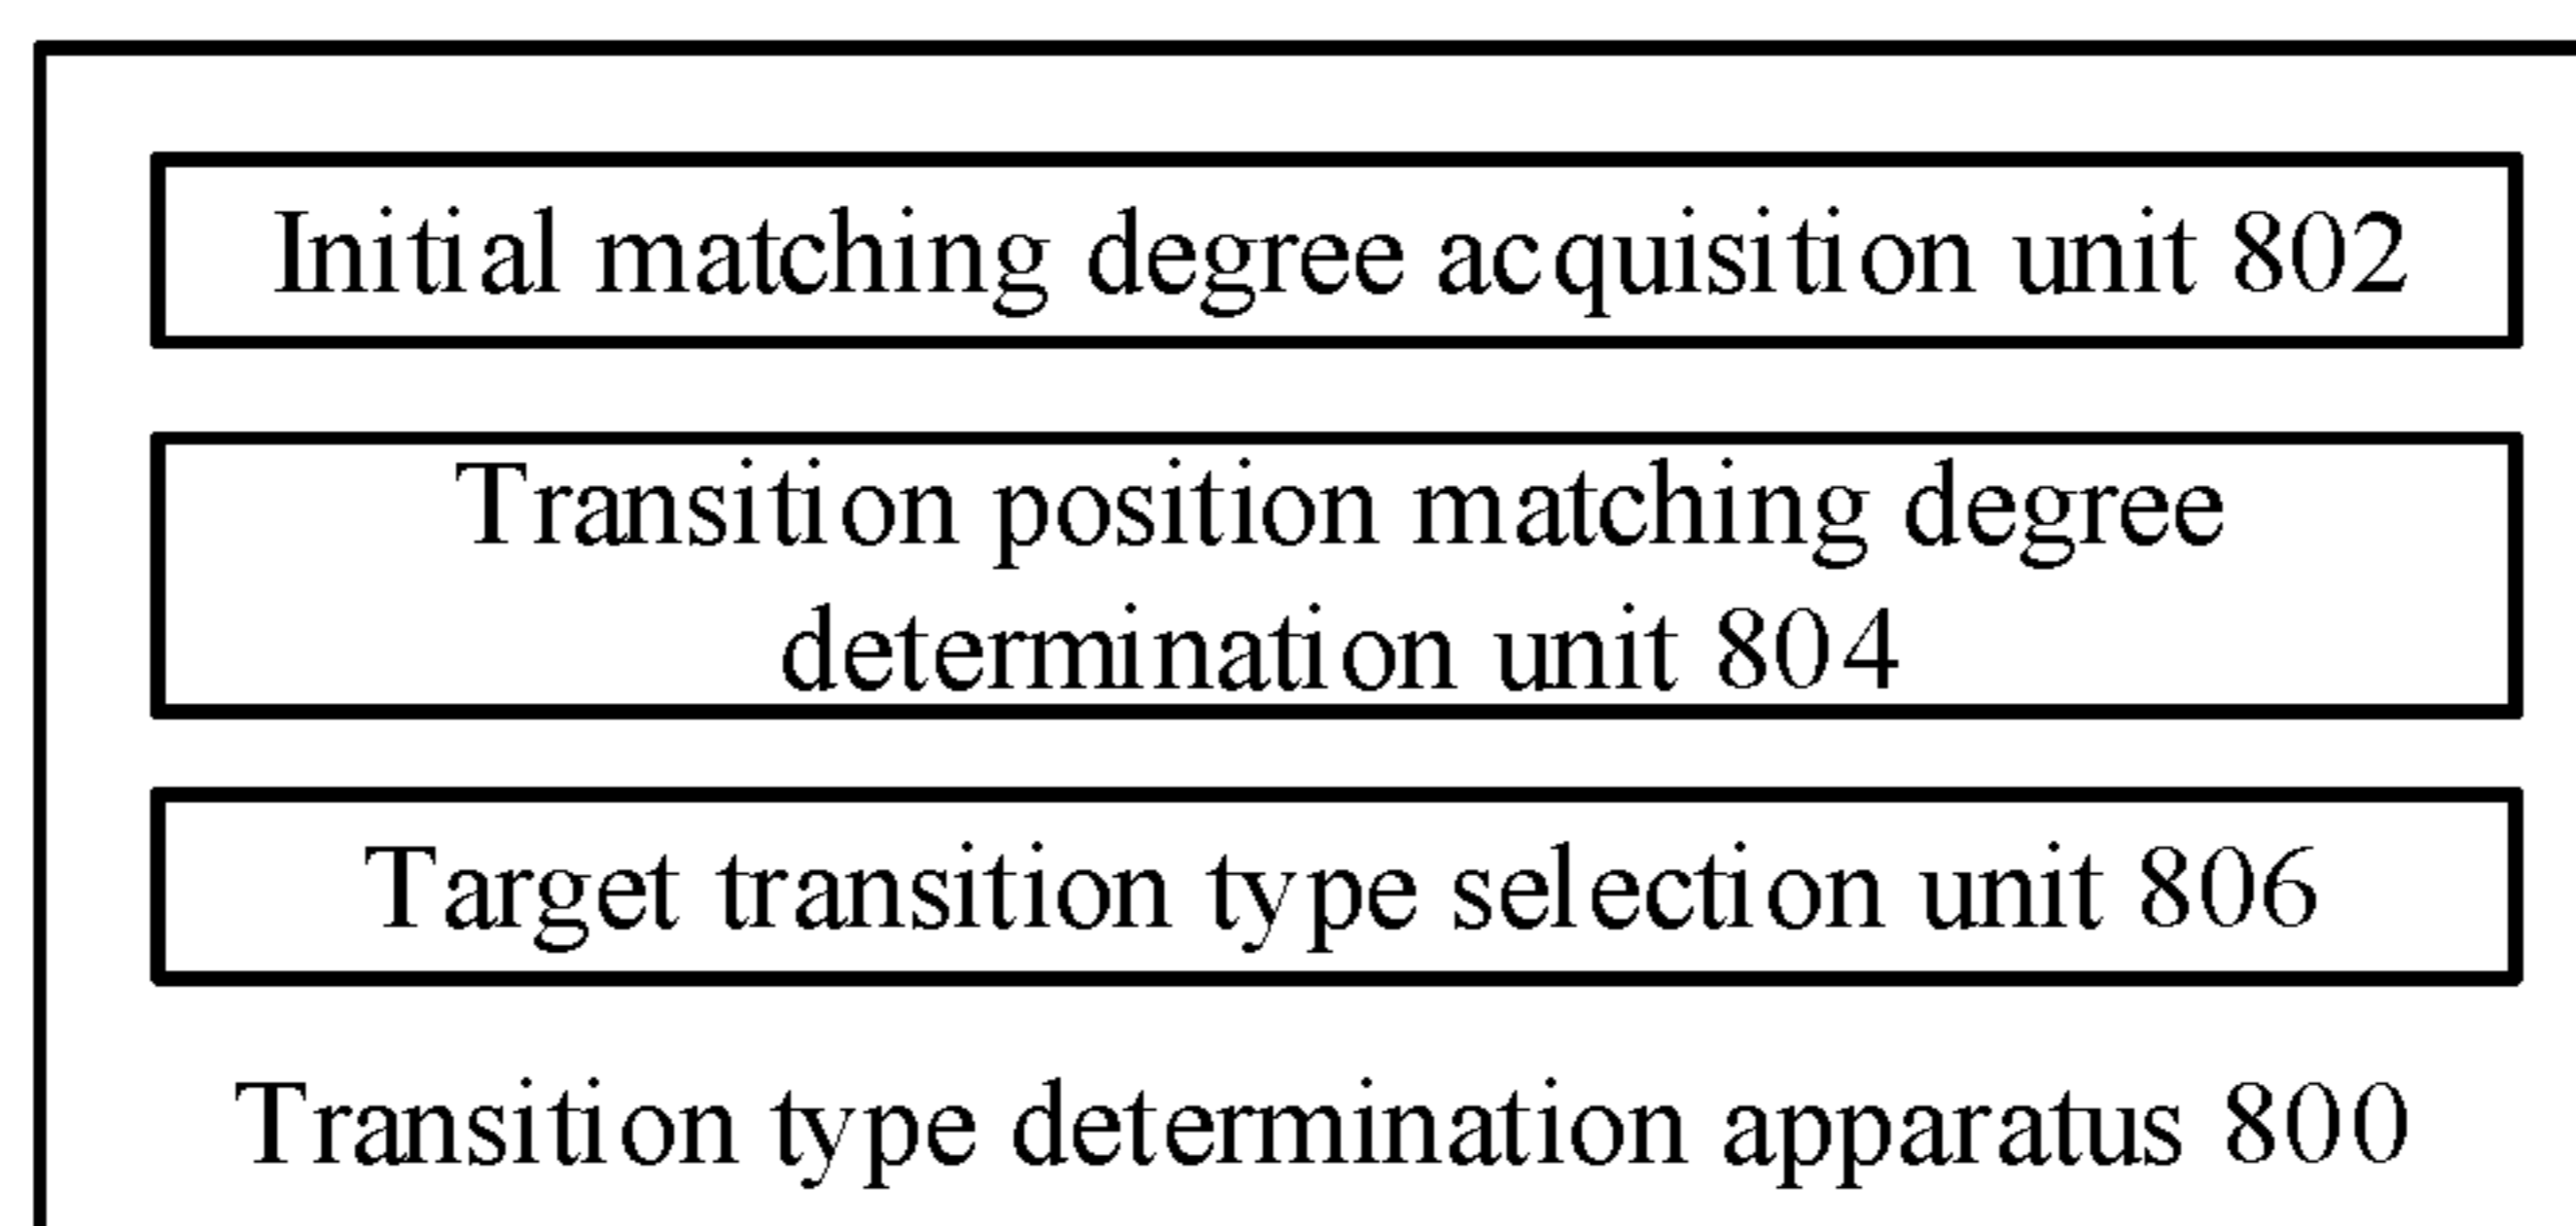 Initial matching degree acquisition unit 802
Transition position matching degree
determination unit 804
Target transition type selection unit 806
Transition type determination apparatus 800